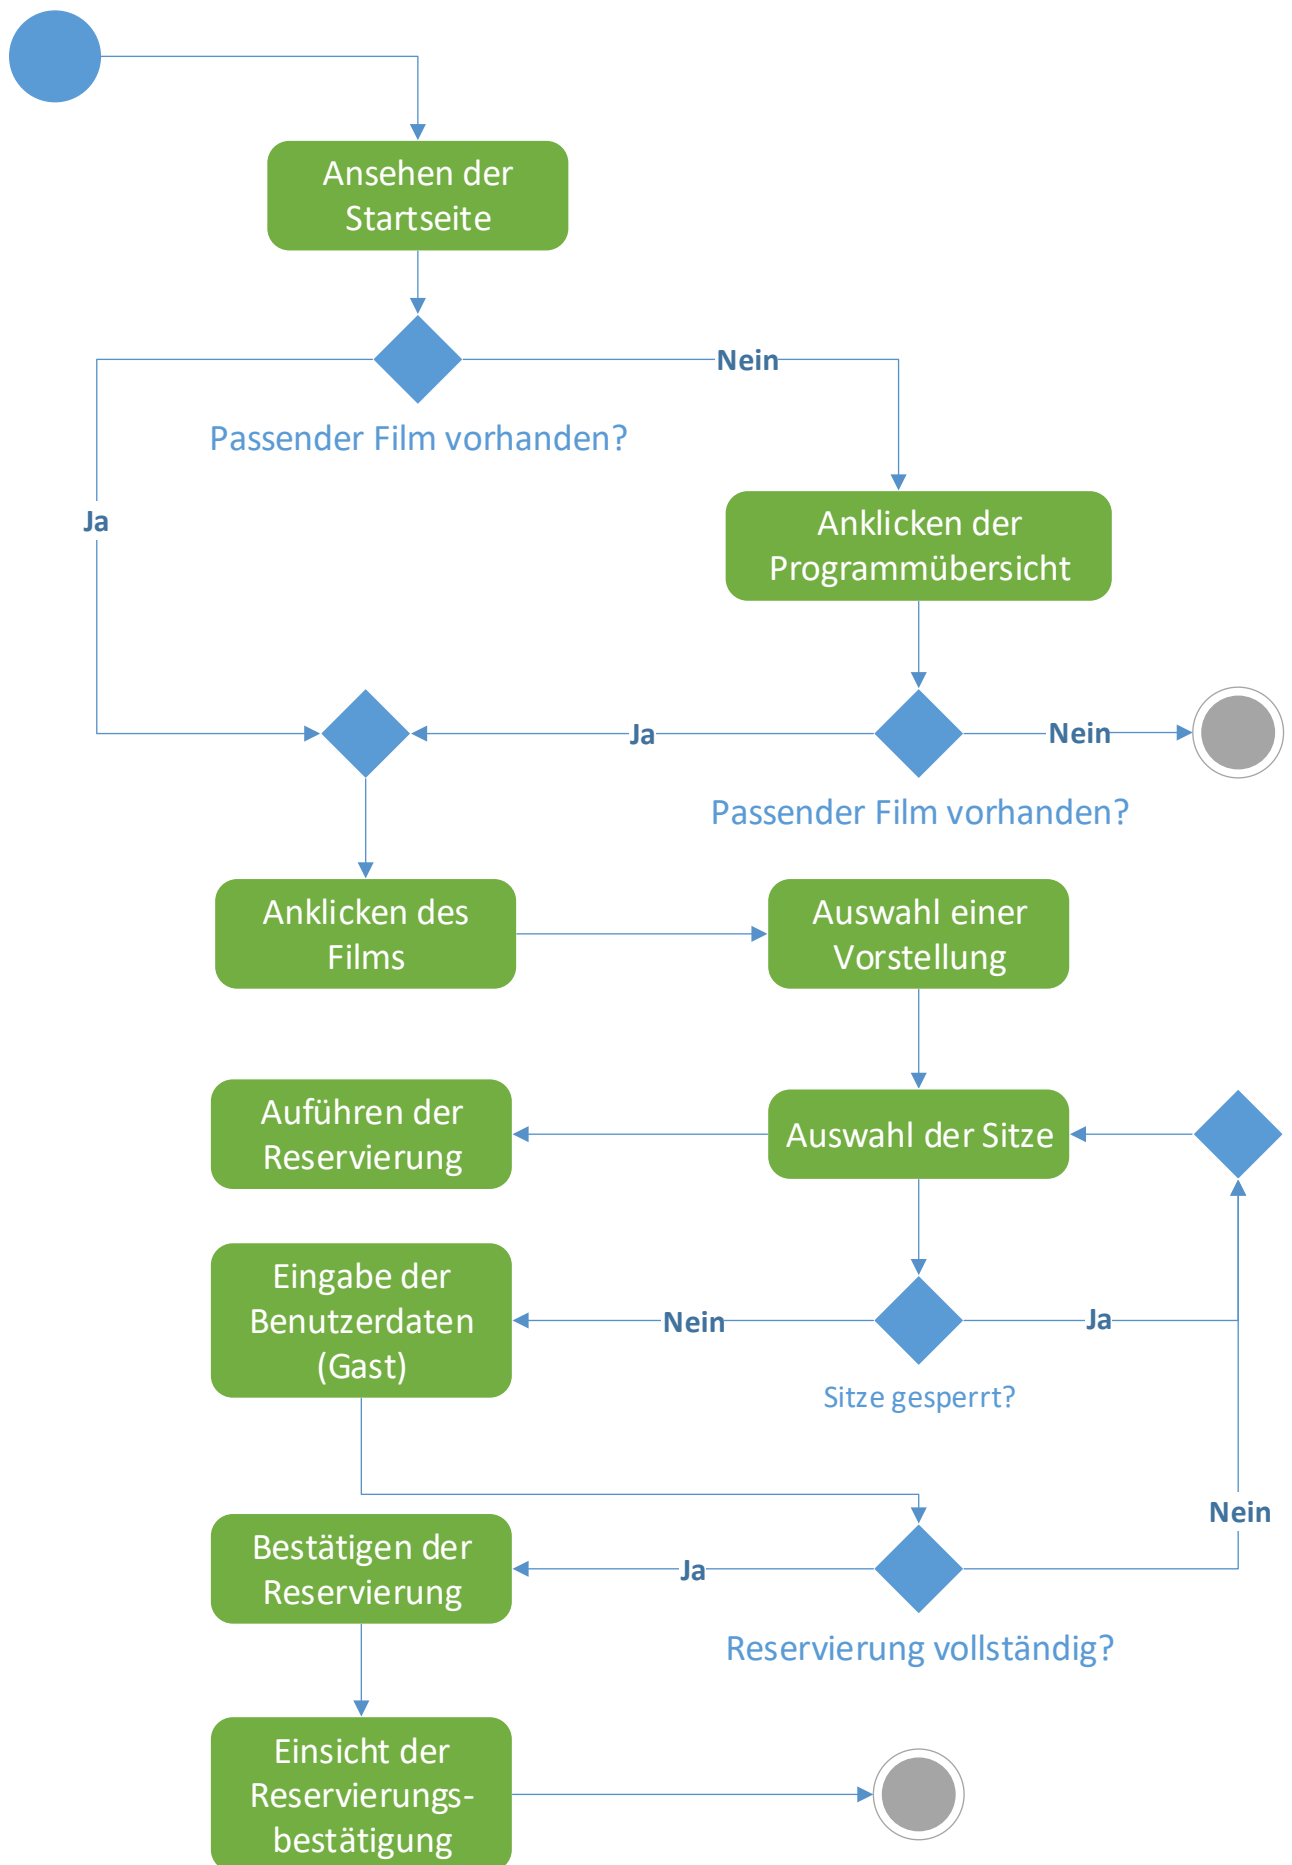 Ansehen der
Startseite
Nein
Passender Film vorhanden?
Ja
Anklicken der
Programmübersicht
Ja
Nein
Passender Film vorhanden?
Anklicken des
Films
Auswahl einer
Vorstellung
Auführen der
Reservierung
Auswahl der Sitze
Eingabe der
Benutzerdaten
(Gast)
Nein
Ja
Sitze gesperrt?
Nein
Bestätigen der
Reservierung
Ja
Reservierung vollständig?
Einsicht der
Reservierungs-
bestätigung